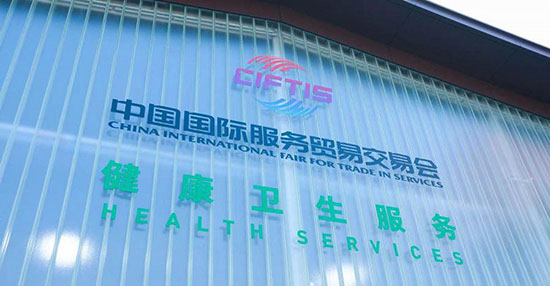 CIFTIS
中国国际服务贸易交易会
CHINA INTERNATIONAL FAIR FOR TRADE IN SERVICES
健康卫生服务
HEALTH SERVICES